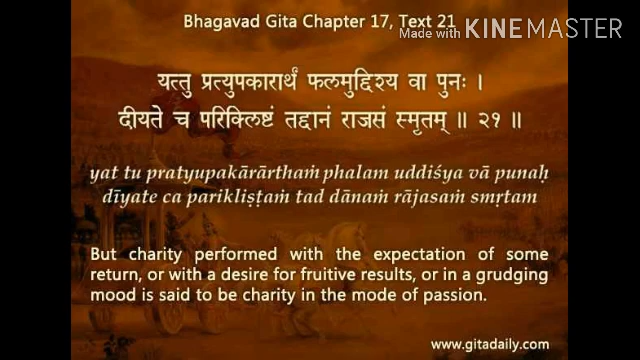 Bhagavad Gita Chapter 17, Text 21
Made with KINEMASTER
यत्तु प्रत्युपकारार्थं फलमुद्दिश्य वा पुनः ।
दीयते च परिक्लिष्टं तद्दानं राजसं स्मृतम् ॥ २१ ॥
yat tu pratyupakārārthaṁ phalam uddiśya vā punaḥ
dīyate ca parikliṣṭaṁ tad dānaṁ rājasaṁ smṛtam
But charity performed with the expectation of some
return, or with a desire for fruitive results, or in a grudging
mood is said to be charity in the mode of passion.
www.gitadaily.com